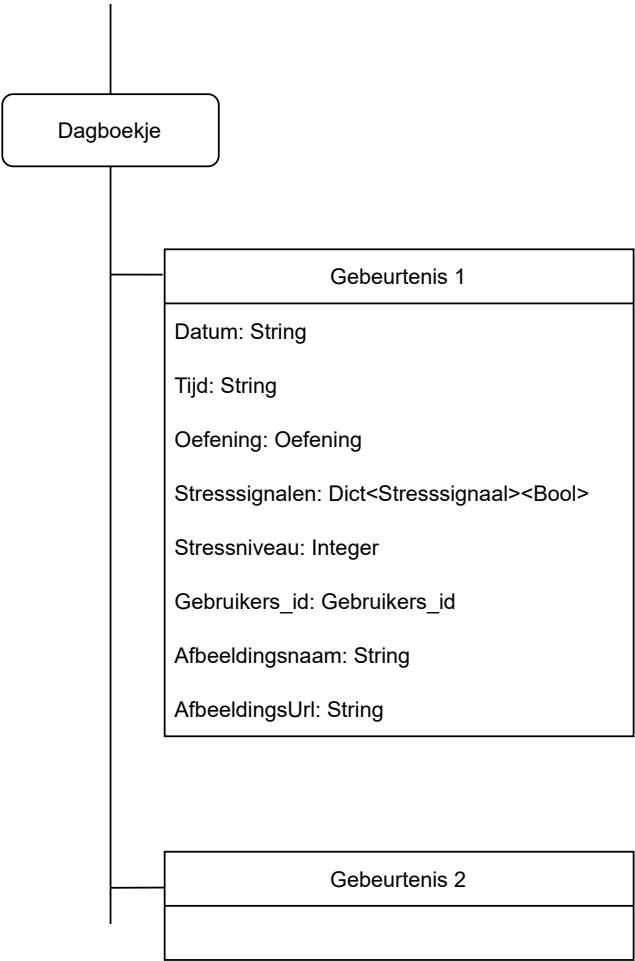 Dagboekje
Gebeurtenis 1
Datum: String
Tijd: String
Oefening: Oefening
Stresssignalen: Dict<Stresssignaal><Bool>
Stressniveau: Integer
Gebruikers_id: Gebruikers_id
Afbeeldingsnaam: String
AfbeeldingsUrl: String
Gebeurtenis 2